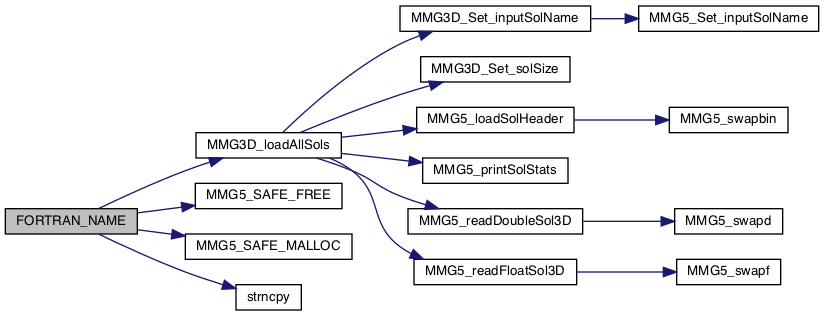 MMG3D_Set_inputSolName
MMG5_Set_inputSolName
MMG3D_Set_solSize
MMG5_loadSolHeader
MMG5_swapbin
MMG3D_loadAllSols
MMG5_printSolStats
MMG5_SAFE_FREE
FORTRAN_NAME
MMG5_readDoubleSol3D
MMG5_swapd
MMG5_SAFE_MALLOC
MMG5_readFloatSol3D
MMG5_swapf
strncpy